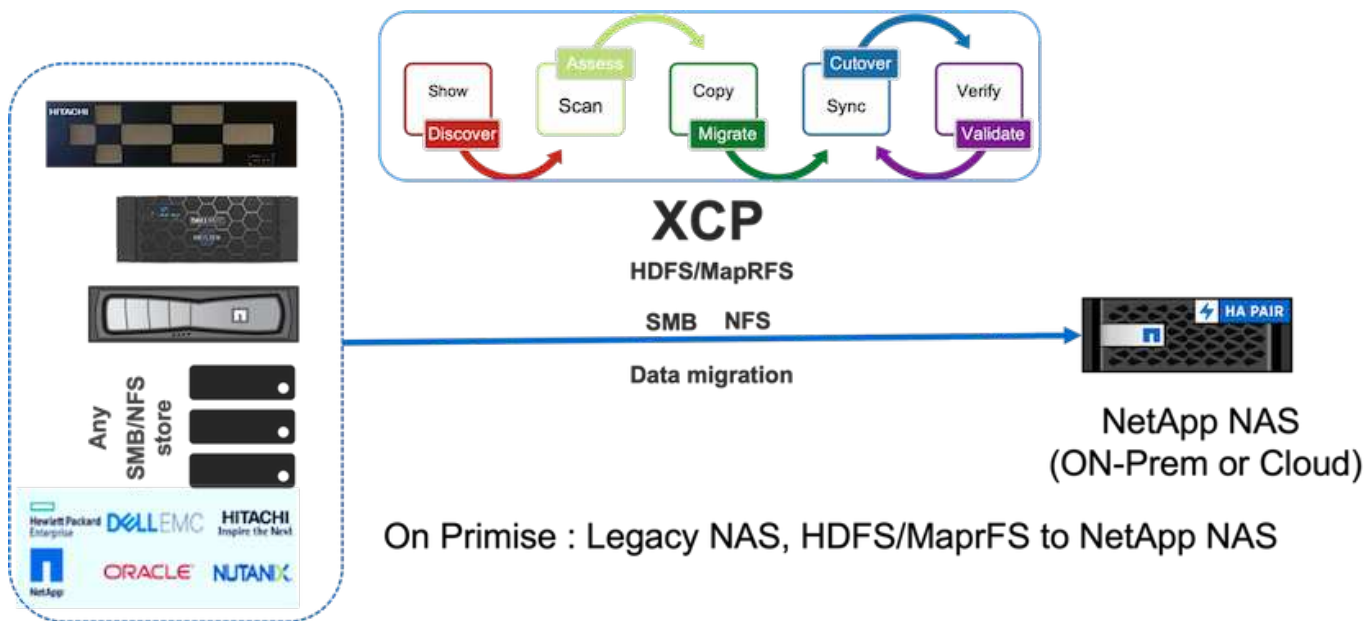 Show
Discover
Assess
Scan
Copy
Migrate
Cutover
Sync
Verify
Validate
HITACHI
XCP
HDFS/MapRFS
SMB NFS
Data migration
HA PAIR
NetApp NAS
(ON-Prem or Cloud)
Any
SMB/NFS
store
Hewlett Packard
Enterprise
DELLEMC
HITACHI
Inspire the Next
NetApp
ORACLE
NUTANIX
On Primise : Legacy NAS, HDFS/MaprFS to NetApp NAS